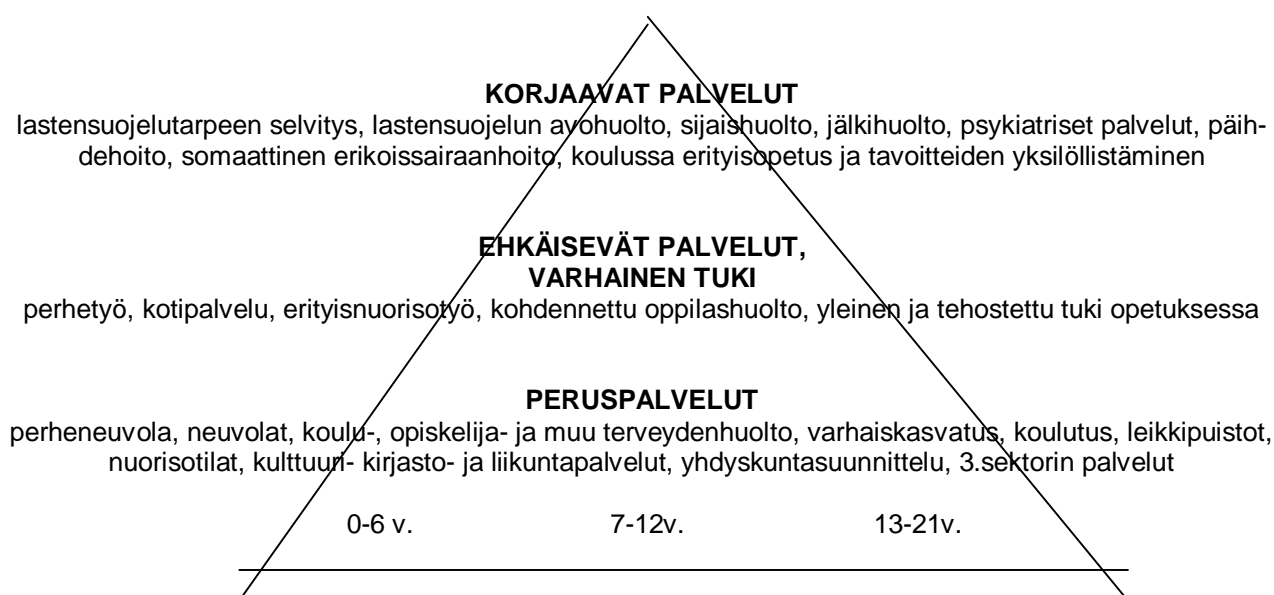 KORJAAVAT PALVELUT
lastensuojelutarpeen selvitys, lastensuojelun avohuolto, sijaishuolto, jälkihuolto, psykiatriset palvelut, päih-
dehoito, somaattinen erikoissairaanhoito, koulussa erityisopetus ja tavoitteiden yksilöllistäminen
EHKÄISEVÄT PALVELUT,
VARHAINEN TUKI
perhetyö, kotipalvelu, erityisnuorisotyö, kohdennettu oppilashuolto, yleinen ja tehostettu tuki opetuksessa
PERUSPALVELUT
perheneuvola, neuvolat, koulu-, opiskelija- ja muu terveydenhuolto, varhaiskasvatus, koulutus, leikkipuistot,
nuorisotilat, kulttuuri- kirjasto- ja liikuntapalvelut, yhdyskuntasuunnittelu, 3.sektorin palvelut
0-6 v. 7-12v. 13-21v.